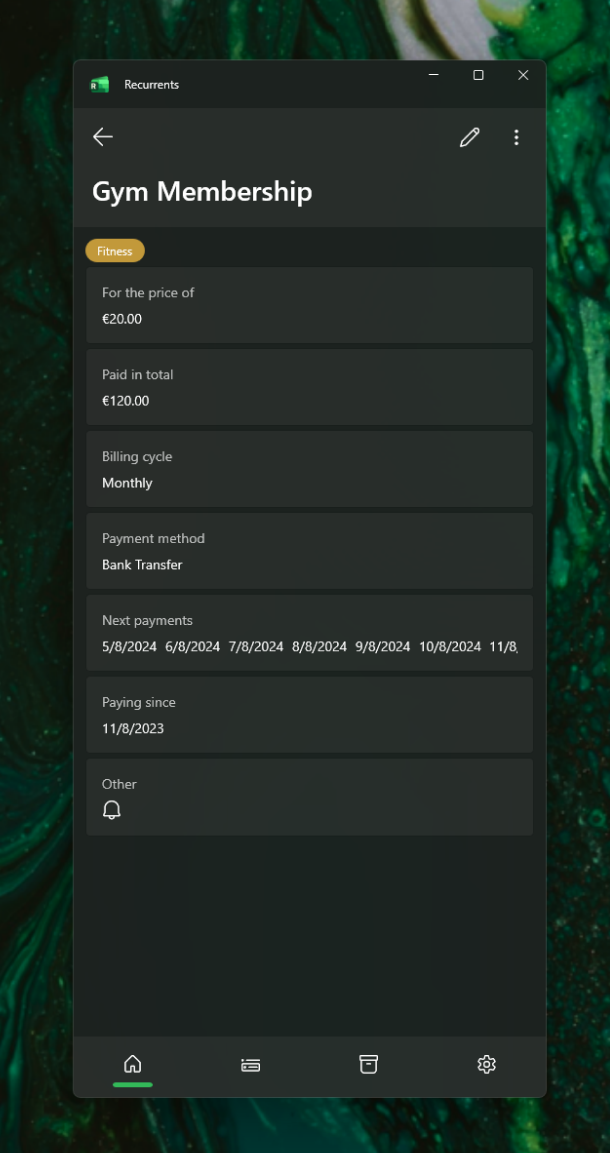 R
Recurrents
Gym Membership
Fitness
For the price of
€20.00
Paid in total
€120.00
Billing cycle
Monthly
Payment method
Bank Transfer
Next payments
5/8/2024 6/8/2024 7/8/2024 8/8/2024 9/8/2024 10/8/2024 11/8/
Paying since
11/8/2023
Other